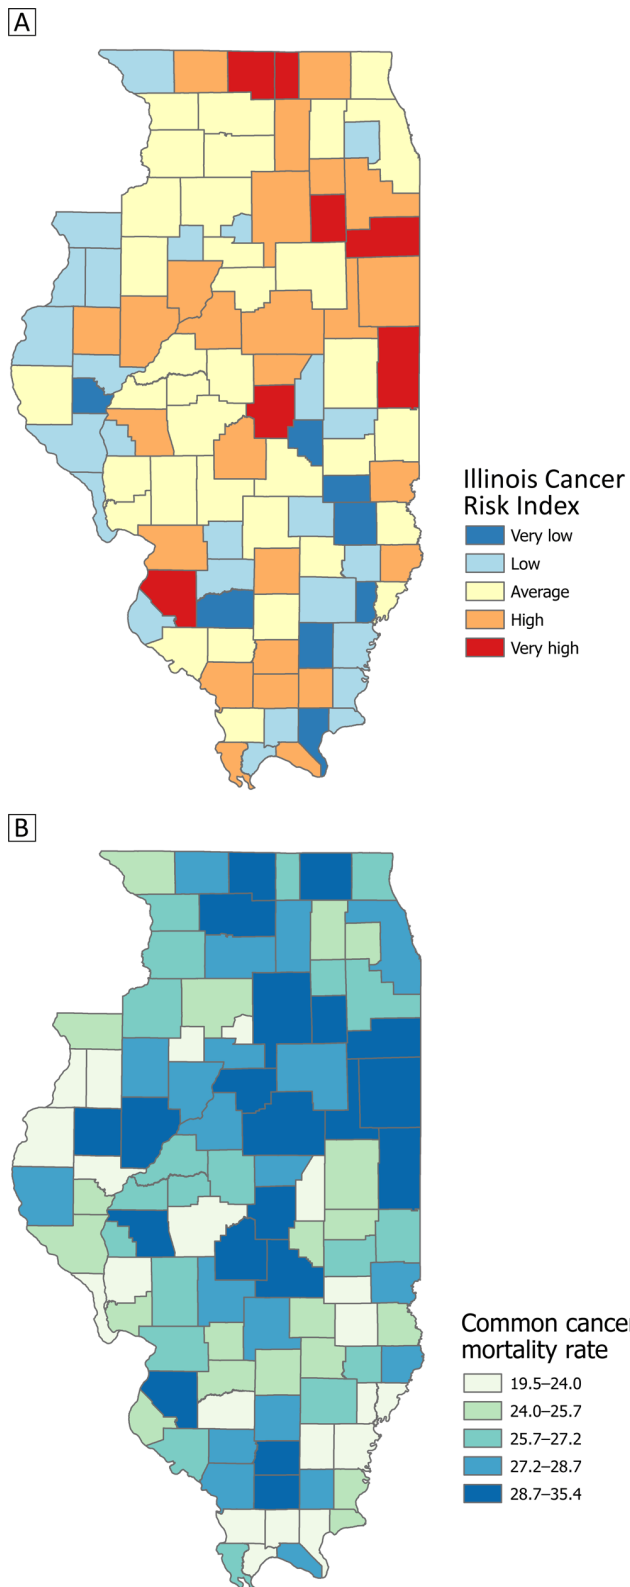 A
Illinois Cancer
Risk Index
Very low
Low
Average
High
Very high
B
Common cancer
mortality rate
19.5–24.0
24.0–25.7
25.7–27.2
27.2–28.7
28.7–35.4